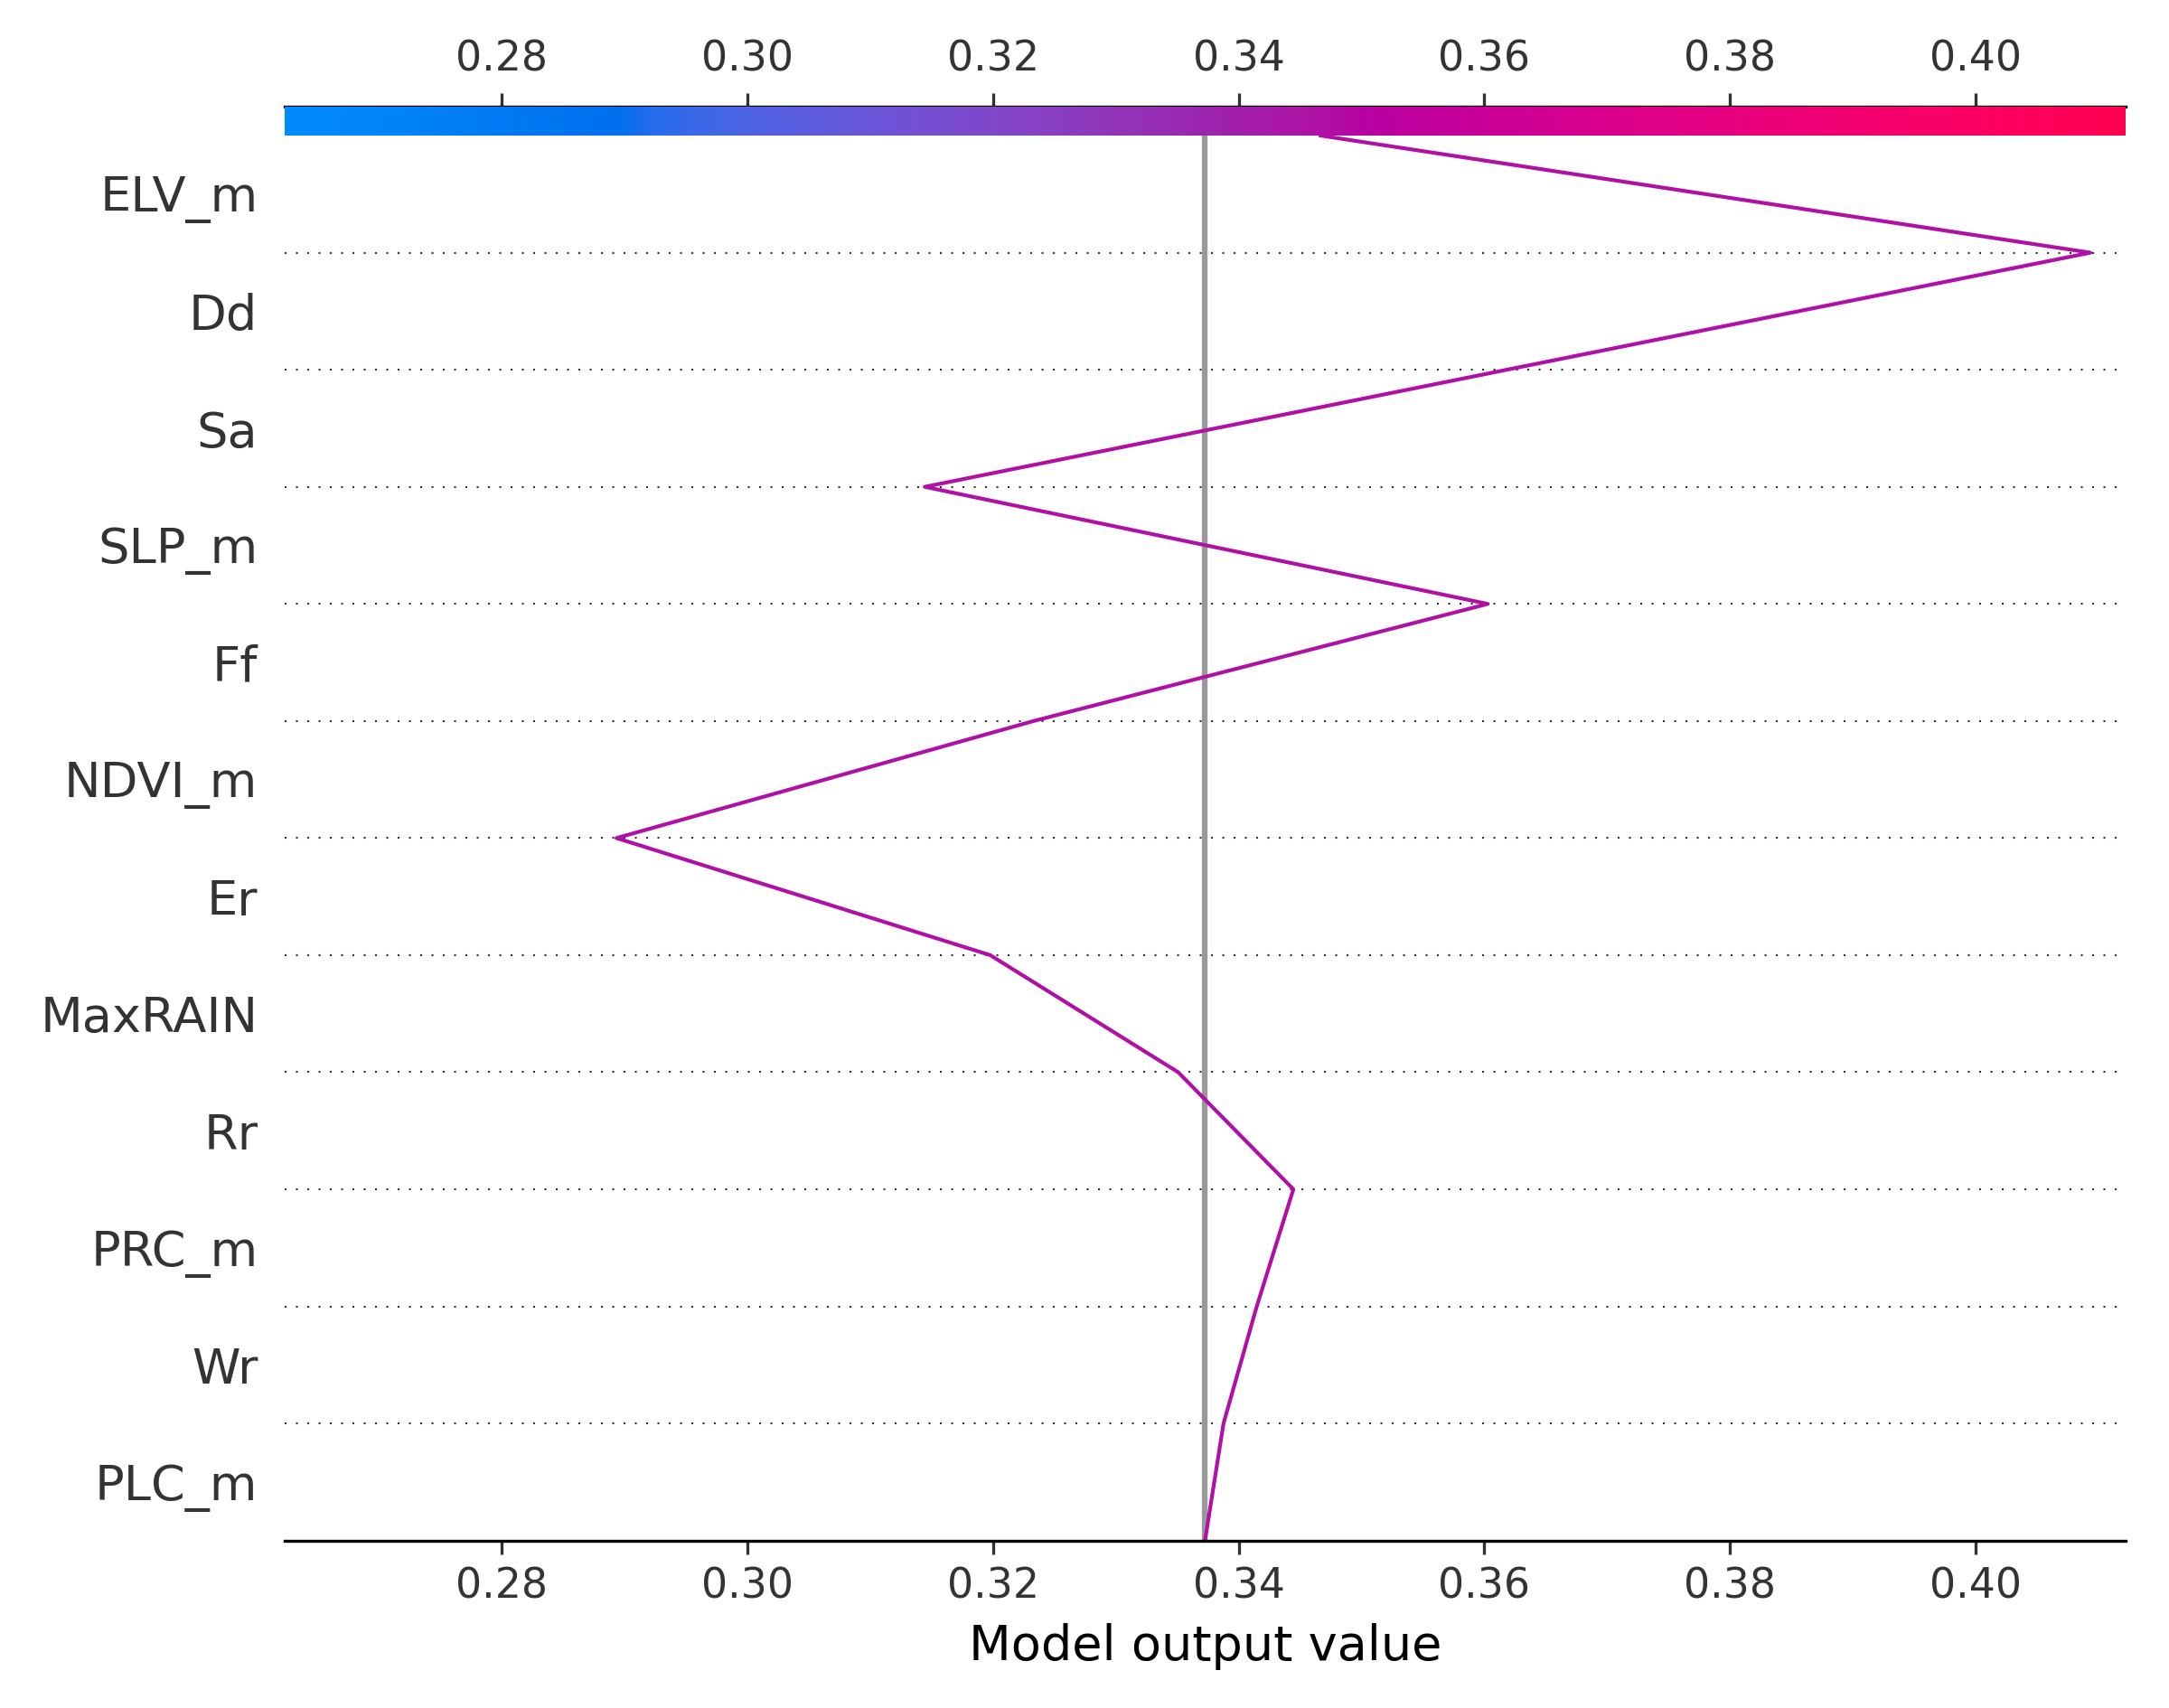 0.28 0.30 0.32 0.34 0.36 0.38 0.40
ELV_m
Dd
Sa
SLP_m
Ff
NDVI_m
Er
MaxRAIN
Rr
PRC_m
Wr
PLC_m
0.28 0.30 0.32 0.34 0.36 0.38 0.40
Model output value